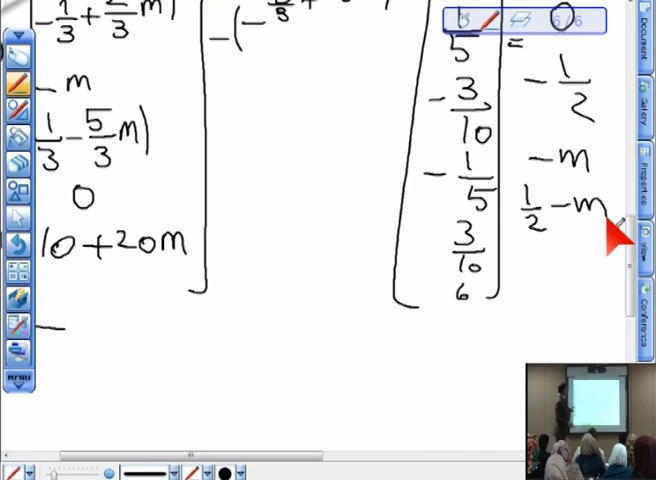 -1/3 + 2/3 m)
-(-
- m
1/3 - 5/3 m)
0
10 + 20m
—
1/5
- 3/10
- 1/5
3/10
6
=
0
- 1/2
- m
1/2 - m
6/6
MENU
Document
Gallery
Properties
View
Conference